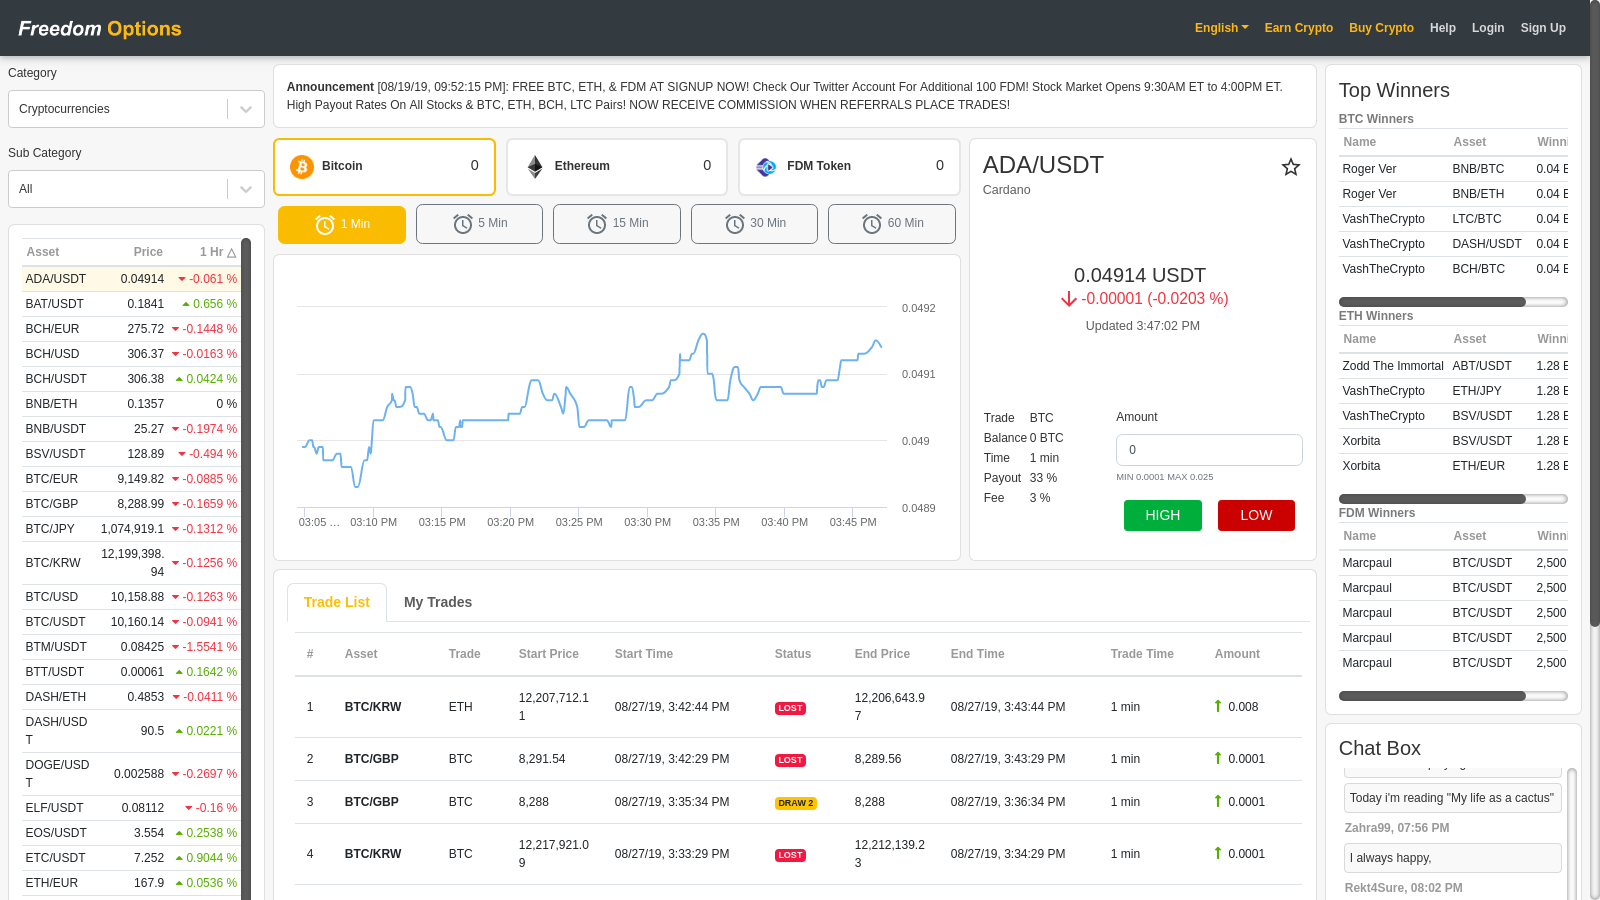 Freedom Options
English
Earn Crypto
Buy Crypto
Help
Login
Sign Up
Category
Cryptocurrencies
Sub Category
All
Asset Price 1 Hr △
ADA/USDT 0.04914 -0.061 %
BAT/USDT 0.1841 0.656 %
BCH/EUR 275.72 -0.1448 %
BCH/USD 306.37 -0.0163 %
BCH/USDT 306.38 0.0424 %
BNB/ETH 0.1357 0 %
BNB/USDT 25.27 -0.1974 %
BSV/USDT 128.89 -0.494 %
BTC/EUR 9,149.82 -0.0885 %
BTC/GBP 8,288.99 -0.1659 %
BTC/JPY 1,074,919.1 -0.1312 %
BTC/KRW 12,199,398.
94 -0.1256 %
BTC/USD 10,158.88 -0.1263 %
BTC/USDT 10,160.14 -0.0941 %
BTM/USDT 0.08425 -1.5541 %
BTT/USDT 0.00061 0.1642 %
DASH/ETH 0.4853 -0.0411 %
DASH/USD
T 90.5 0.0221 %
DOGE/USD
T 0.002588 -0.2697 %
ELF/USDT 0.08112 -0.16 %
EOS/USDT 3.554 0.2538 %
ETC/USDT 7.252 0.9044 %
ETH/EUR 167.9 0.0536 %
Announcement [08/19/19, 09:52:15 PM]: FREE BTC, ETH, & FDM AT SIGNUP NOW! Check Our Twitter Account For Additional 100 FDM! Stock Market Opens 9:30AM ET to 4:00PM ET.
High Payout Rates On All Stocks & BTC, ETH, BCH, LTC Pairs! NOW RECEIVE COMMISSION WHEN REFERRALS PLACE TRADES!
Bitcoin 0
Ethereum 0
FDM Token 0
1 Min
5 Min
15 Min
30 Min
60 Min
0.0492
0.0491
0.049
0.0489
03:05 ... 03:10 PM 03:15 PM 03:20 PM 03:25 PM 03:30 PM 03:35 PM 03:40 PM 03:45 PM
ADA/USDT
Cardano
0.04914 USDT
-0.00001 (-0.0203 %)
Updated 3:47:02 PM
Trade BTC
Balance 0 BTC
Time 1 min
Payout 33 %
Fee 3 %
Amount
0
MIN 0.0001 MAX 0.025
HIGH
LOW
Trade List
My Trades
# Asset Trade Start Price Start Time Status End Price End Time Trade Time Amount
1 BTC/KRW ETH 12,207,712.1
1 08/27/19, 3:42:44 PM LOST 12,206,643.9
7 08/27/19, 3:43:44 PM 1 min 0.008
2 BTC/GBP BTC 8,291.54 08/27/19, 3:42:29 PM LOST 8,289.56 08/27/19, 3:43:29 PM 1 min 0.0001
3 BTC/GBP BTC 8,288 08/27/19, 3:35:34 PM DRAW 2 8,288 08/27/19, 3:36:34 PM 1 min 0.0001
4 BTC/KRW BTC 12,217,921.0
9 08/27/19, 3:33:29 PM LOST 12,212,139.2
3 08/27/19, 3:34:29 PM 1 min 0.0001
Top Winners
BTC Winners
Name Asset Winni
Roger Ver BNB/BTC 0.04
Roger Ver BNB/ETH 0.04
VashTheCrypto LTC/BTC 0.04
VashTheCrypto DASH/USDT 0.04
VashTheCrypto BCH/BTC 0.04
ETH Winners
Name Asset Winni
Zodd The Immortal ABT/USDT 1.28
VashTheCrypto ETH/JPY 1.28
VashTheCrypto BSV/USDT 1.28
Xorbita BSV/USDT 1.28
Xorbita ETH/EUR 1.28
FDM Winners
Name Asset Winni
Marcpaul BTC/USDT 2,500
Marcpaul BTC/USDT 2,500
Marcpaul BTC/USDT 2,500
Marcpaul BTC/USDT 2,500
Marcpaul BTC/USDT 2,500
Chat Box
Today i'm reading "My life as a cactus"
Zahra99, 07:56 PM
I always happy,
Rekt4Sure, 08:02 PM